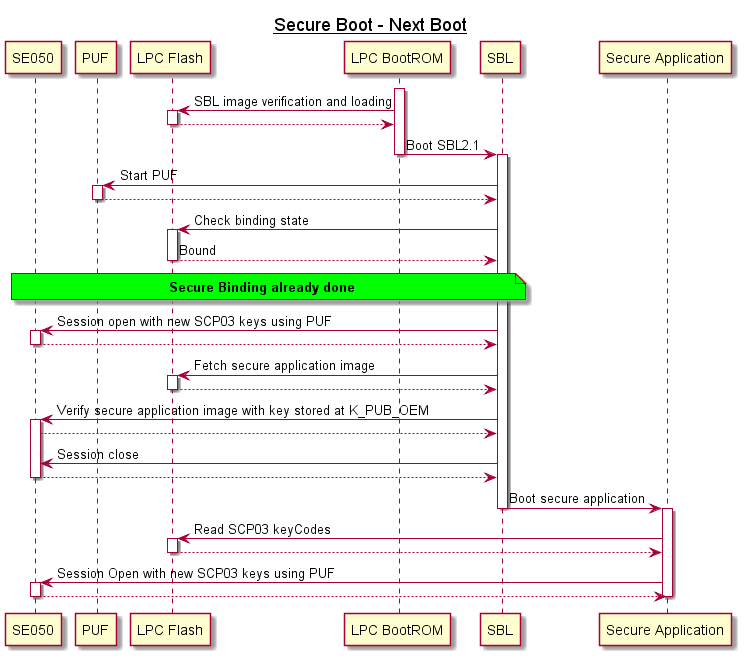 Secure Boot - Next Boot
SE050 PUF LPC Flash LPC BootROM SBL Secure Application
SBL image verification and loading
Boot SBL2.1
Start PUF
Check binding state
Bound
Secure Binding already done
Session open with new SCP03 keys using PUF
Fetch secure application image
Verify secure application image with key stored at K_PUB_OEM
Session close
Boot secure application
Read SCP03 keyCodes
Session Open with new SCP03 keys using PUF
SE050 PUF LPC Flash LPC BootROM SBL Secure Application